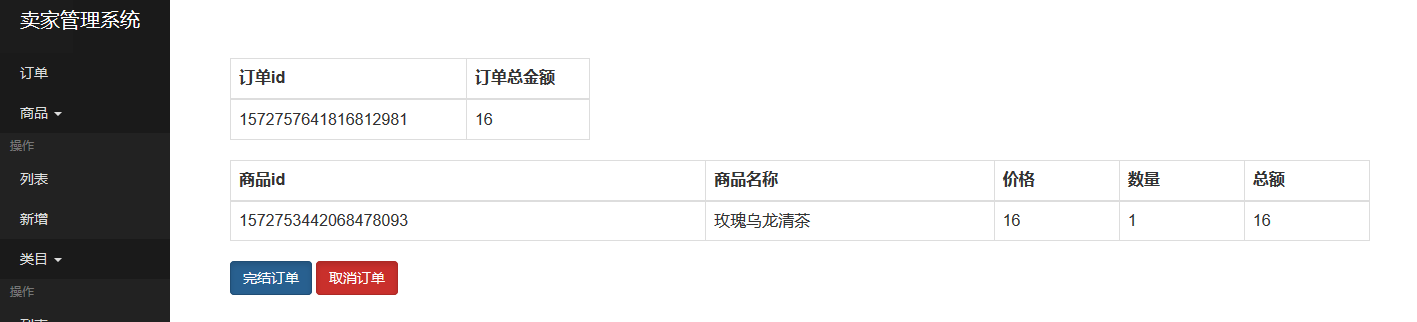 卖家管理系统
订单
商品
操作
列表
新增
类目
操作
列表
订单id 订单总金额
1572757641816812981 16
商品id 商品名称 价格 数量 总额
1572753442068478093 玫瑰乌龙清茶 16 1 16
完结订单 取消订单